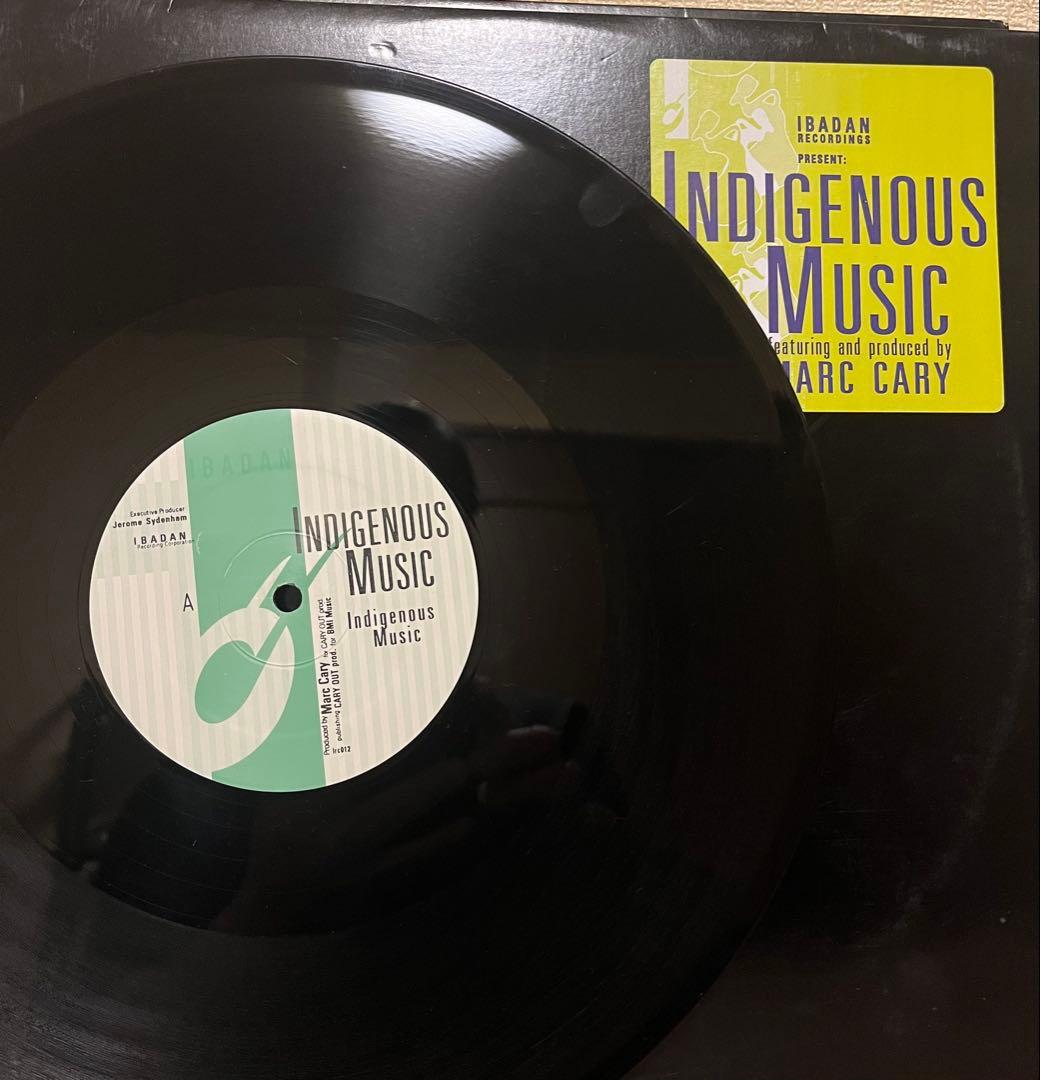 IBADAN
RECORDINGS
PRESENT:
INDIGENOUS
MUSIC
featuring and produced by
MARC CARY
IBADAN
Executive Producer
Jerome Sydenham
IBADAN
Recording Corporation
A
INDIGENOUS
MUSIC
Indigenous
Music
Produced by Marc Cary for CARY OUT prod.
publishing CARY OUT prod. for BMI Music
irc012